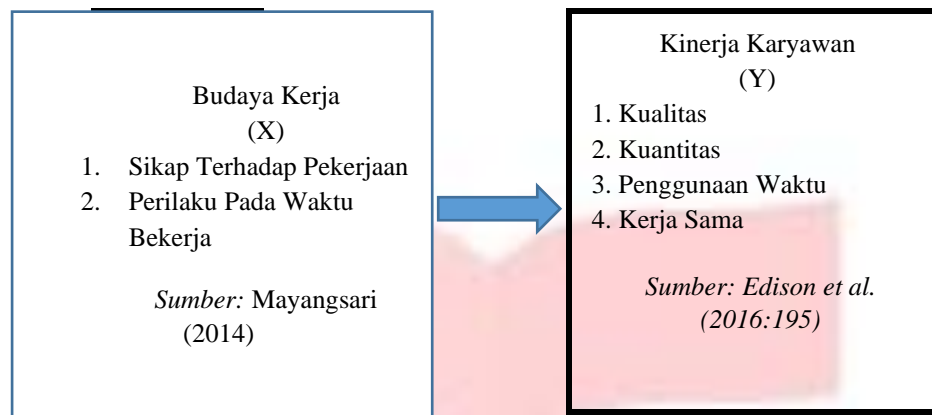 Budaya Kerja
(X)
1. Sikap Terhadap Pekerjaan
2. Perilaku Pada Waktu
Bekerja
Sumber: Mayangsari
(2014)
Kinerja Karyawan
(Y)
1. Kualitas
2. Kuantitas
3. Penggunaan Waktu
4. Kerja Sama
Sumber: Edison et al.
(2016:195)